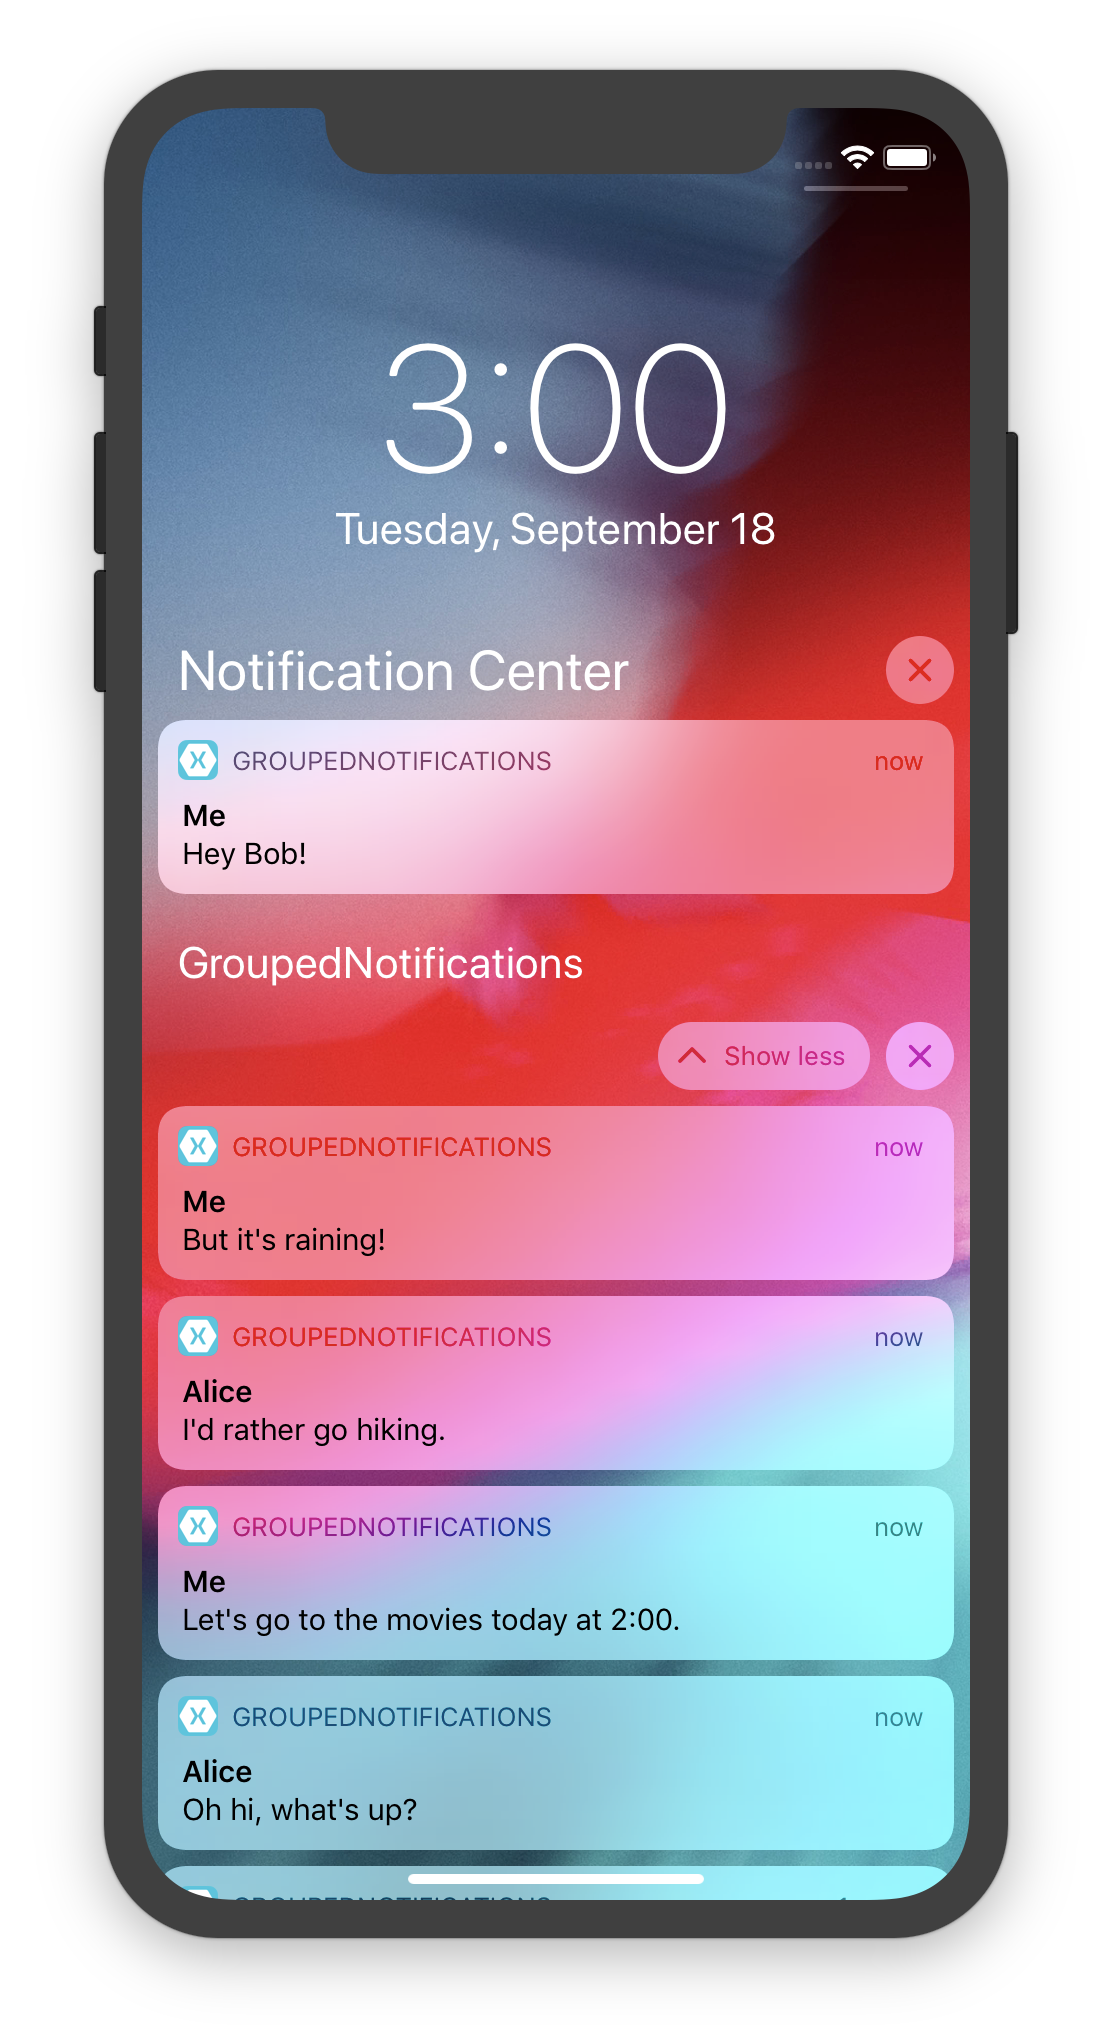 3:00
Tuesday, September 18
Notification Center
GROUPEDNOTIFICATIONS now
Me
Hey Bob!
GroupedNotifications
Show less
GROUPEDNOTIFICATIONS now
Me
But it's raining!
GROUPEDNOTIFICATIONS now
Alice
I'd rather go hiking.
GROUPEDNOTIFICATIONS now
Me
Let's go to the movies today at 2:00.
GROUPEDNOTIFICATIONS now
Alice
Oh hi, what's up?
GROUPEDNOTIFICATIONS